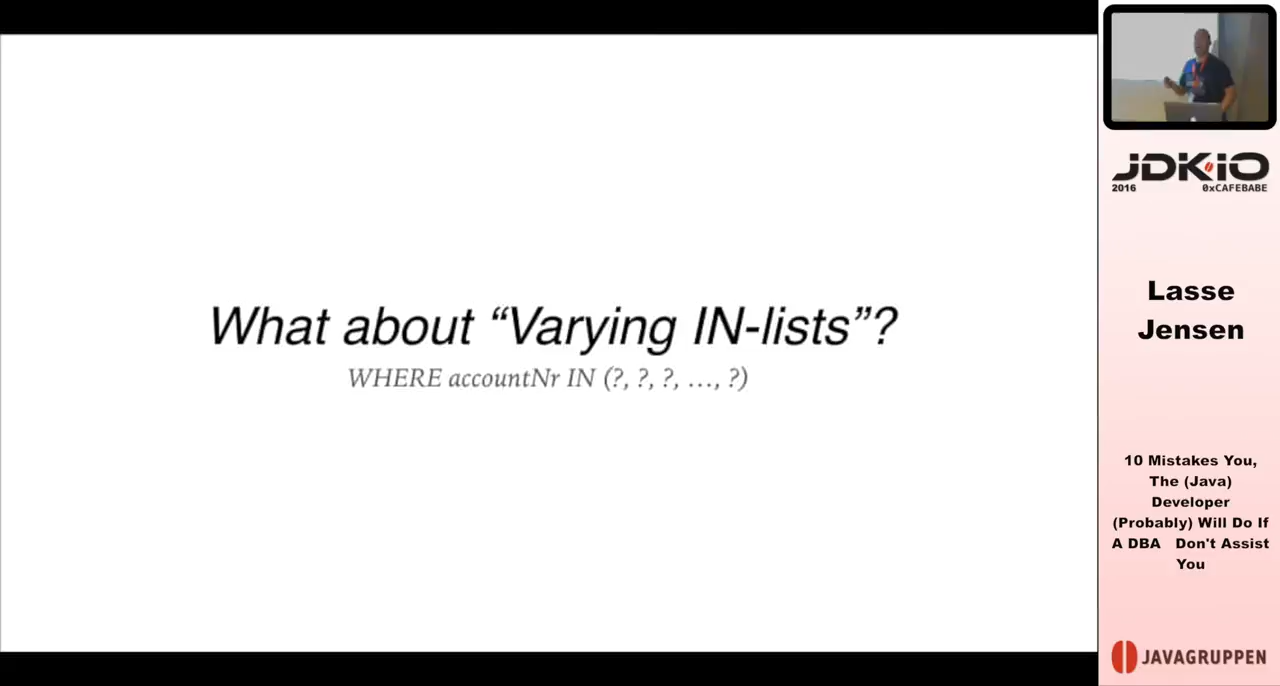 What about “Varying IN-lists”?
WHERE accountNr IN (?, ?, ?, …, ?)
JDK.IO
2016 0xCAFEBABE
Lasse
Jensen
10 Mistakes You,
The (Java)
Developer
(Probably) Will Do If
A DBA Don't Assist
You
JAVAGRUPPEN